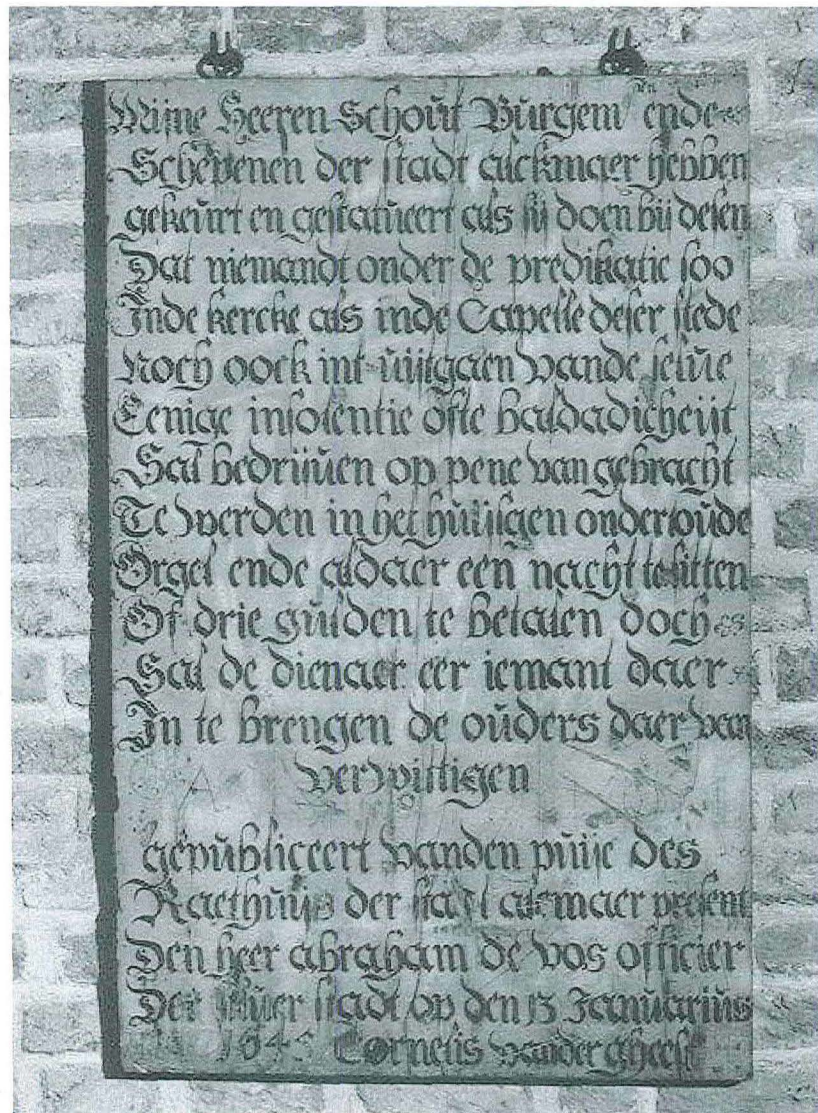 Mijne Heeren Schout Burgem en ende
Schepenen der stadt alckmaer hebben
gekeurt en gestatueert als sij doen bij desen
Dat niemandt onder de predikatie soo
Inde kercke als inde Capelle deser stede
Noch oock int uijtgaen vande selve
Eenige insolentie ofte baldadicheijt
Sal bedrijven op pene van gebracht
Te werden in het huijsgen onder oude
Orgel ende aldaer een nacht te sitten
Of drie gulden te betalen doch
Sal de dienaer eer iemant daer
In te brengen de ouders daer van
verwittigen
gepubliceert vanden puije des
Raethuijs der stadt alcmaer present
Den heer abraham de vos officier
Der stadt op den 13 Januarius
Cornelis vander gheest